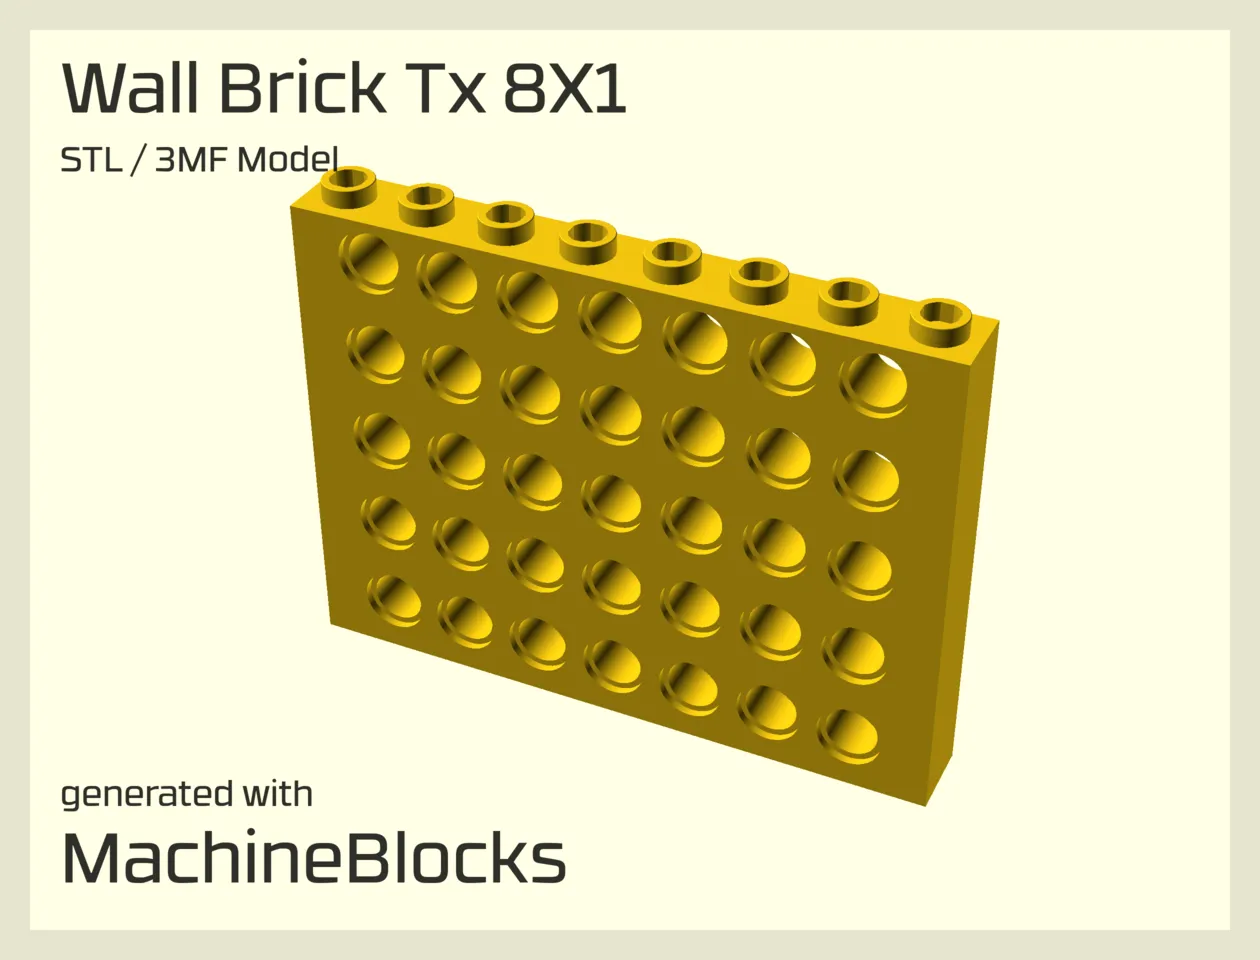 Wall Brick Tx 8X1
STL / 3MF Model
generated with
MachineBlocks